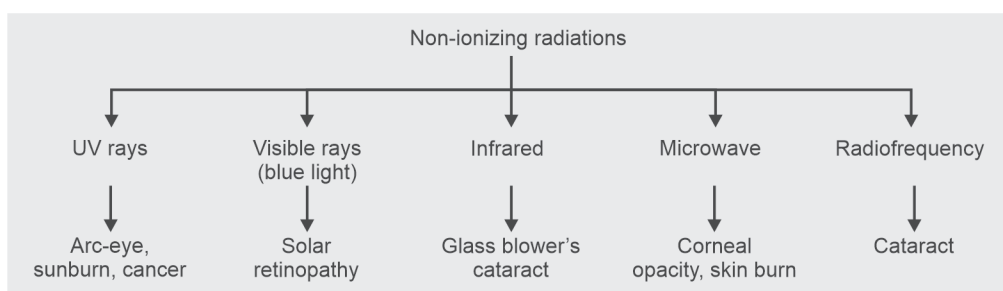 Non-ionizing radiations
UV rays
Visible rays
(blue light)
Infrared
Microwave
Radiofrequency
Arc-eye,
sunburn, cancer
Solar
retinopathy
Glass blower’s
cataract
Corneal
opacity, skin burn
Cataract